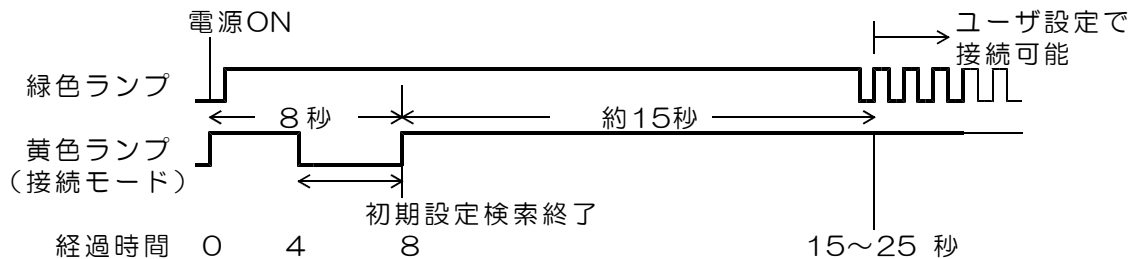 電源ON
ユーザ設定で
接続可能
緑色ランプ
8秒
約15秒
黄色ランプ
(接続モード)
初期設定検索終了
経過時間 0 4 8 15～25 秒